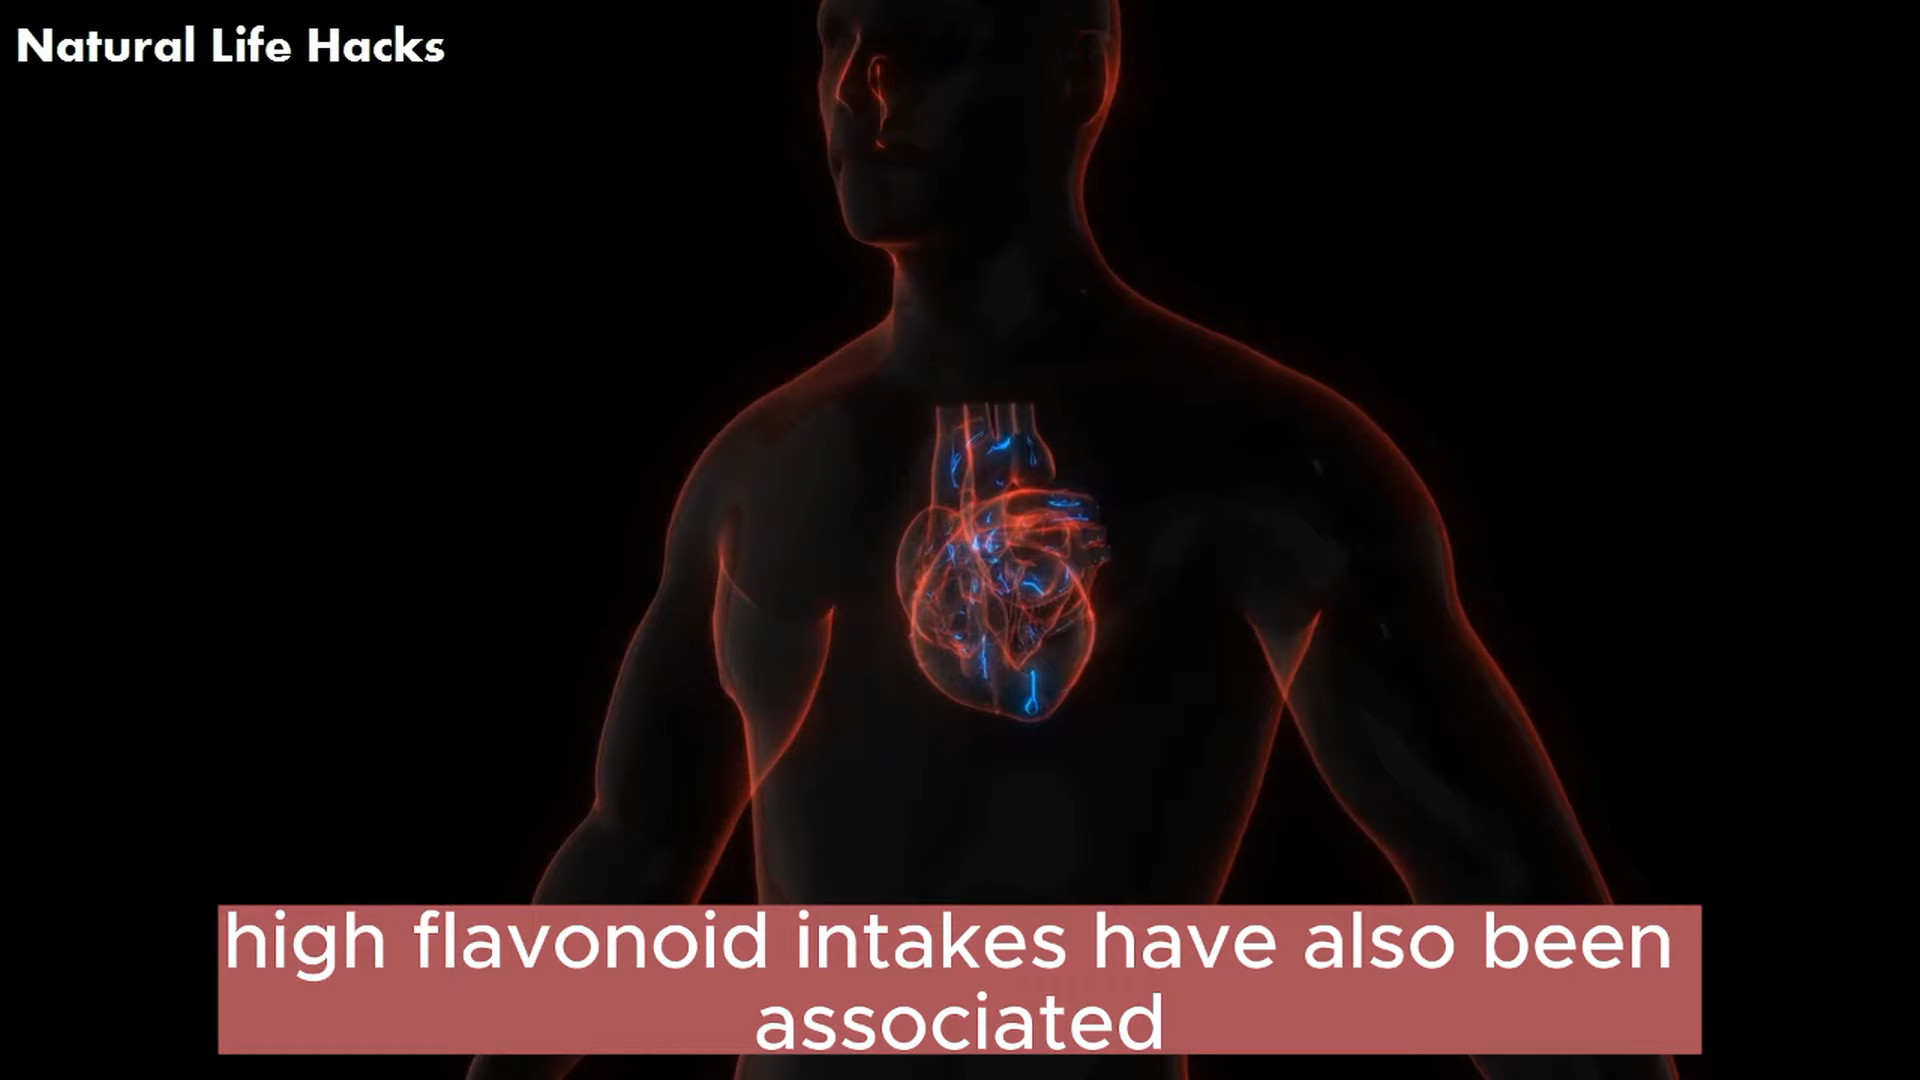 Natural Life Hacks
high flavonoid intakes have also been
associated